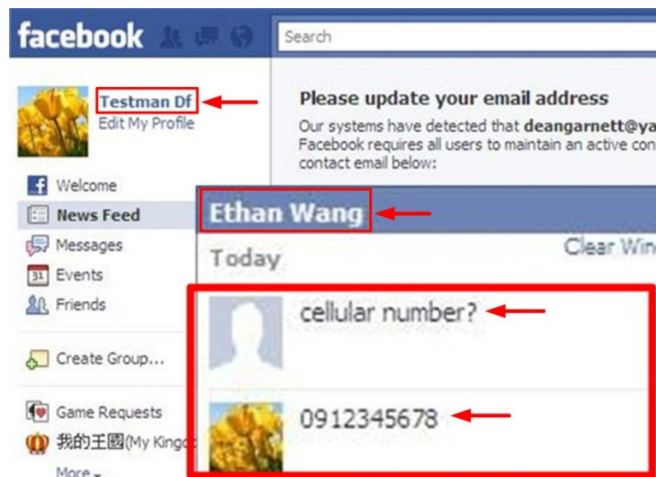 facebook
Search
Testman Df
Edit My Profile
Please update your email address
Our systems have detected that deangarnett@ya
Facebook requires all users to maintain an active con
contact email below:
Welcome
News Feed
Messages
31 Events
Friends
Create Group...
Game Requests
我的王國(My Kingd
More
Ethan Wang
Today
Clear Win
cellular number?
0912345678